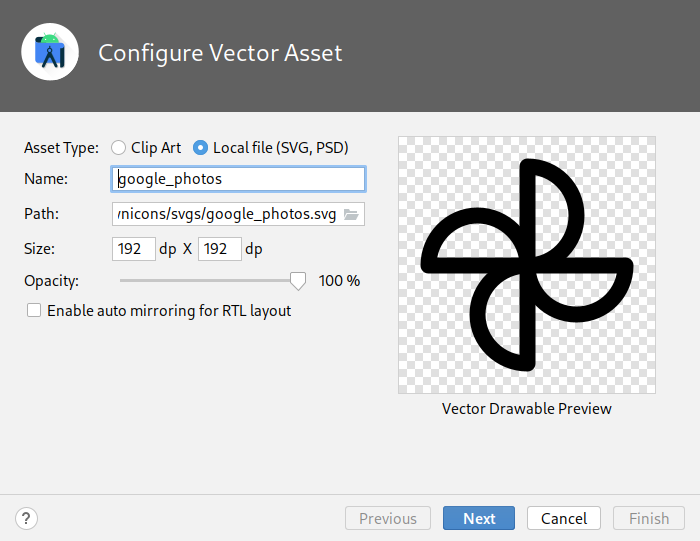 Configure Vector Asset
Asset Type: Clip Art Local file (SVG, PSD)
Name: google_photos
Path: nicons/svgs/google_photos.svg
Size: 192 dp X 192 dp
Opacity: 100 %
Enable auto mirroring for RTL layout
Vector Drawable Preview
? Previous Next Cancel Finish